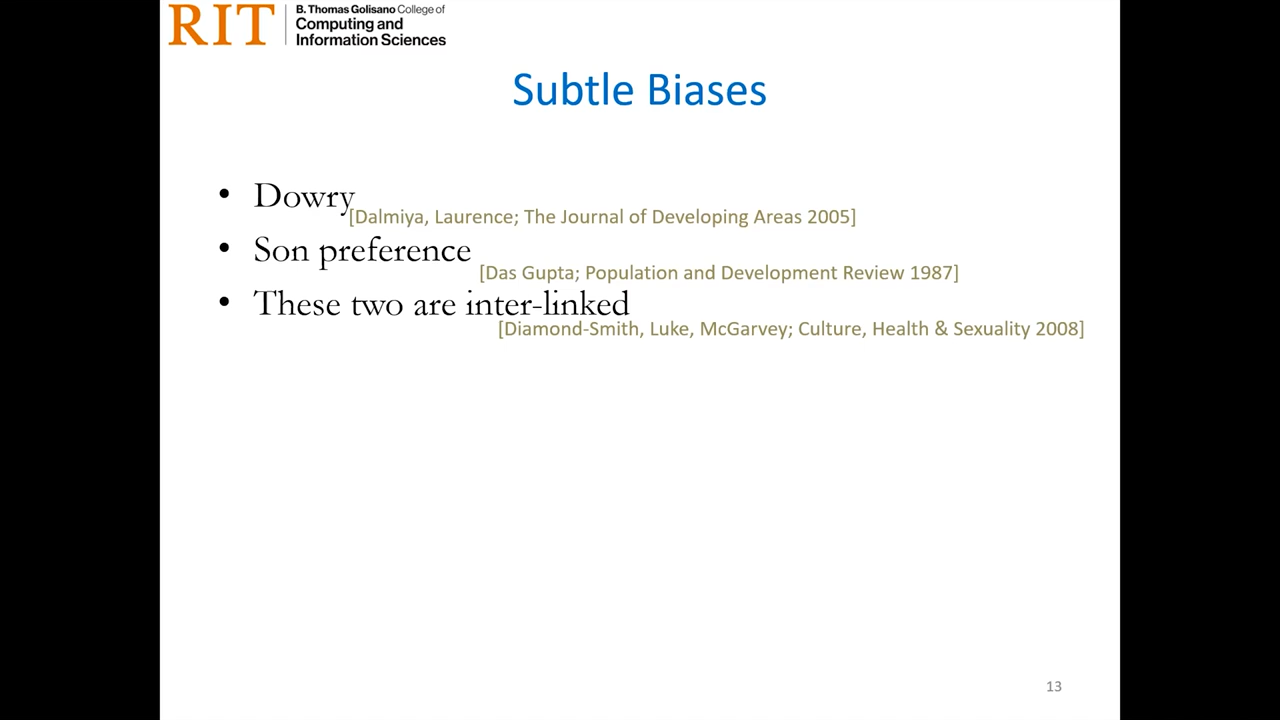 RIT
B. Thomas Golisano College of
Computing and
Information Sciences
Subtle Biases
• Dowry
[Dalmiya, Laurence; The Journal of Developing Areas 2005]
• Son preference
[Das Gupta; Population and Development Review 1987]
• These two are inter-linked
[Diamond-Smith, Luke, McGarvey; Culture, Health & Sexuality 2008]
13